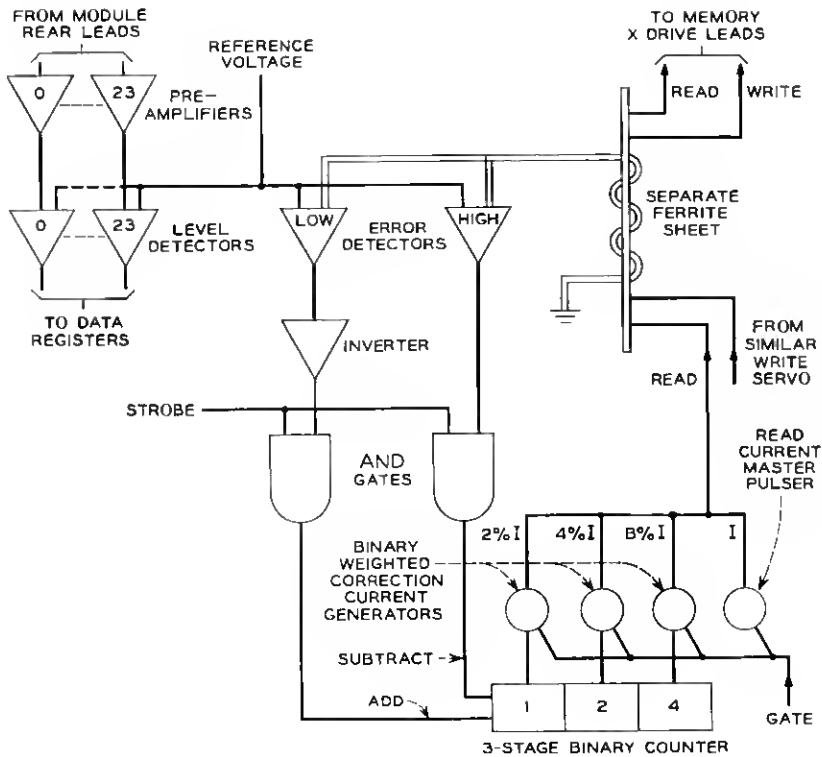 FROM MODULE
REAR LEADS
0
23
PRE-
AMPLIFIERS
REFERENCE
VOLTAGE
TO MEMORY
X DRIVE LEADS
READ
WRITE
0
23
LEVEL
DETECTORS
LOW
ERROR
DETECTORS
HIGH
SEPARATE
FERRITE
SHEET
TO DATA
REGISTERS
INVERTER
FROM
SIMILAR
WRITE
SERVO
READ
STROBE
AND
GATES
READ
CURRENT
MASTER
PULSER
2% I
4% I
8% I
I
BINARY
WEIGHTED
CORRECTION
CURRENT
GENERATORS
SUBTRACT
ADD
1
2
4
GATE
3-STAGE BINARY COUNTER